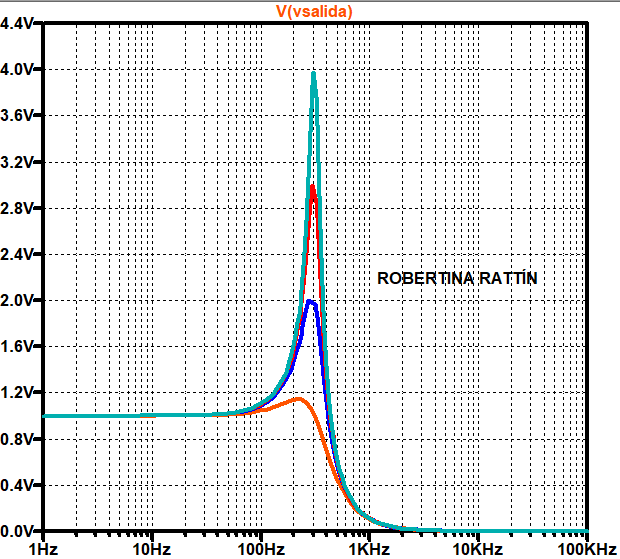 V(vsalida)
4.4V
4.0V
3.6V
3.2V
2.8V
2.4V
ROBERTINA RATTÍN
2.0V
1.6V
1.2V
0.8V
0.4V
0.0V
1Hz 10Hz 100Hz 1KHz 10KHz 100KHz